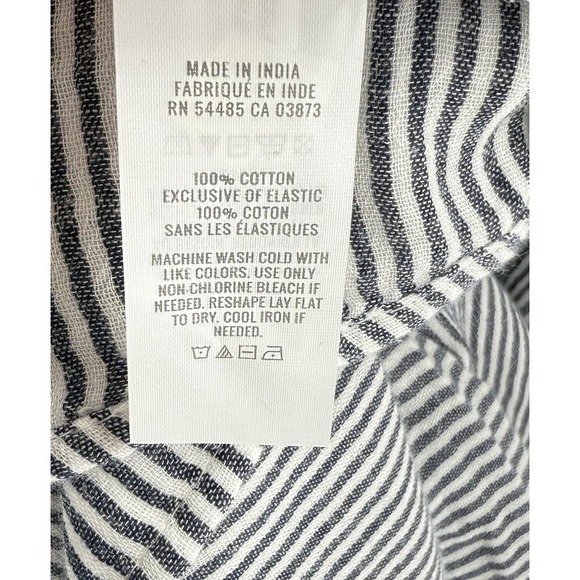 MADE IN INDIA
FABRIQUÉ EN INDE
RN 54485 CA 03873
100% COTTON
EXCLUSIVE OF ELASTIC
100% COTON
SANS LES ÉLASTIQUES
MACHINE WASH COLD WITH
LIKE COLORS. USE ONLY
NON-CHLORINE BLEACH IF
NEEDED. RESHAPE LAY FLAT
TO DRY. COOL IRON IF
NEEDED.